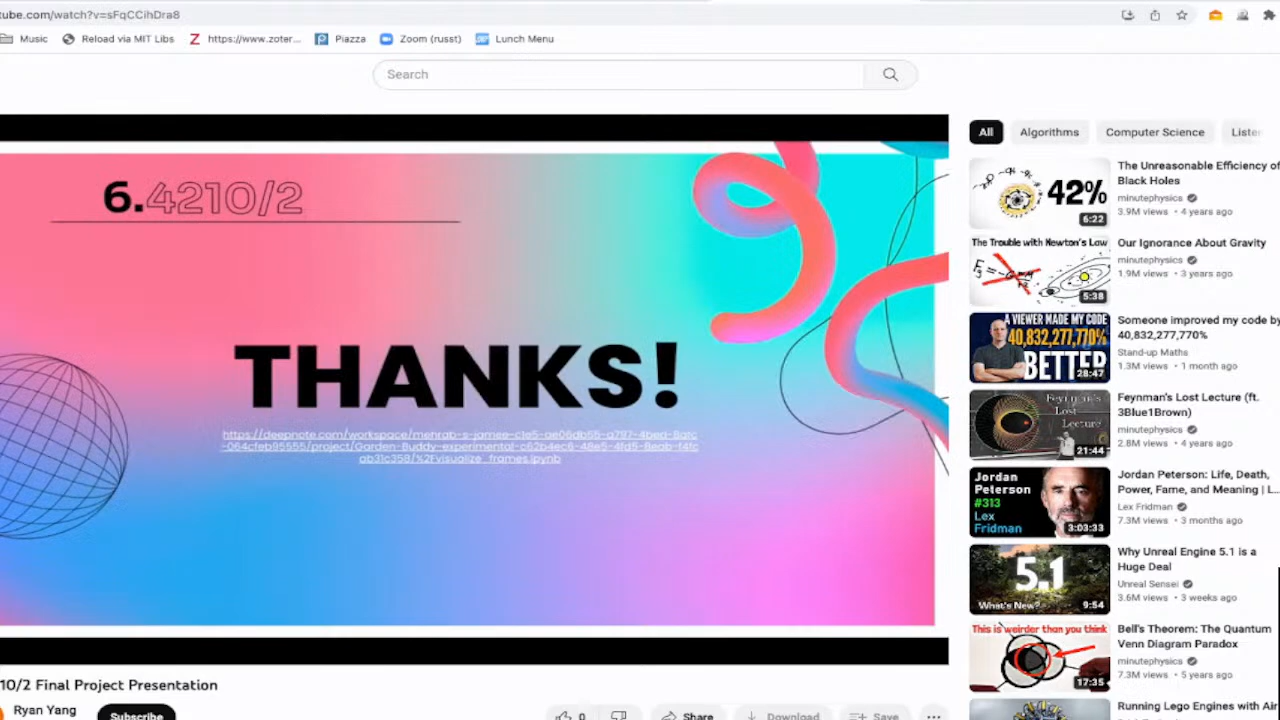 tube.com/watch?v=sFqCCihDra8
Music
Reload via MIT Libs
https://www.zoter...
Piazza
Zoom (russt)
Lunch Menu
Search
6.4210/2
THANKS!
10/2 Final Project Presentation
Ryan Yang
Subscribe
0
Share
Download
Save
All
Algorithms
Computer Science
42%
6:22
The Unreasonable Efficiency of
Black Holes
minutephysics
3.9M views • 4 years ago
The Trouble with Newton's Law
5:38
Our Ignorance About Gravity
minutephysics
1.9M views • 3 years ago
A VIEWER MADE MY CODE
40,832,277,770%
BETTER
28:47
Someone improved my code by
40,832,277,770%
Stand-up Maths
1.3M views • 1 month ago
Feynman's
Lost
Lecture
21:44
Feynman's Lost Lecture (ft.
3Blue1Brown)
minutephysics
2.8M views • 4 years ago
Jordan
Peterson
#313
Lex
Fridman
3:03:33
Jordan Peterson: Life, Death,
Power, Fame, and Meaning | L...
Lex Fridman
7.3M views • 3 months ago
5.1
What's New?
9:54
Why Unreal Engine 5.1 is a
Huge Deal
Unreal Sensei
3.6M views • 3 weeks ago
This is weirder than you think
17:35
Bell's Theorem: The Quantum
Venn Diagram Paradox
minutephysics
7.3M views • 5 years ago
Running Lego Engines with Air